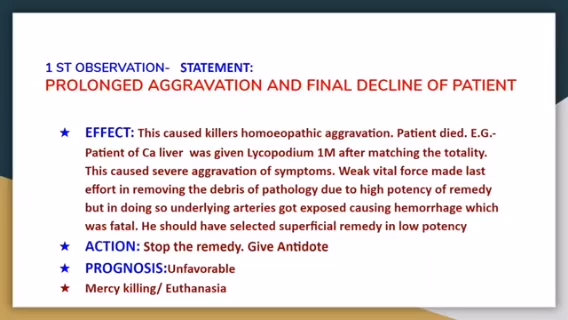 1 ST OBSERVATION- STATEMENT:
PROLONGED AGGRAVATION AND FINAL DECLINE OF PATIENT
★ EFFECT: This caused killers homoeopathic aggravation. Patient died. E.G.-
Patient of Ca liver was given Lycopodium 1M after matching the totality.
This caused severe aggravation of symptoms. Weak vital force made last
effort in removing the debris of pathology due to high potency of remedy
but in doing so underlying arteries got exposed causing hemorrhage which
was fatal. He should have selected superficial remedy in low potency
★ ACTION: Stop the remedy. Give Antidote
★ PROGNOSIS:Unfavorable
★ Mercy killing/ Euthanasia